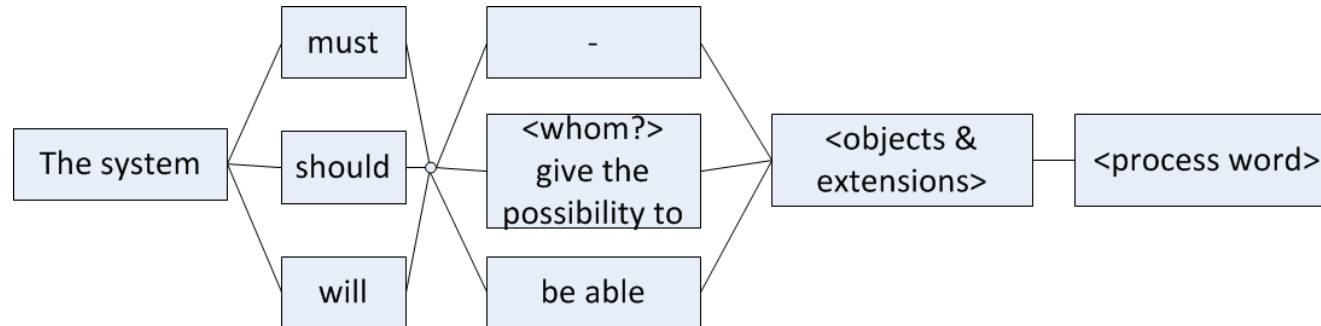 The system
must
should
will
-
<whom?>
give the
possibility to
be able
<objects &
extensions>
<process word>